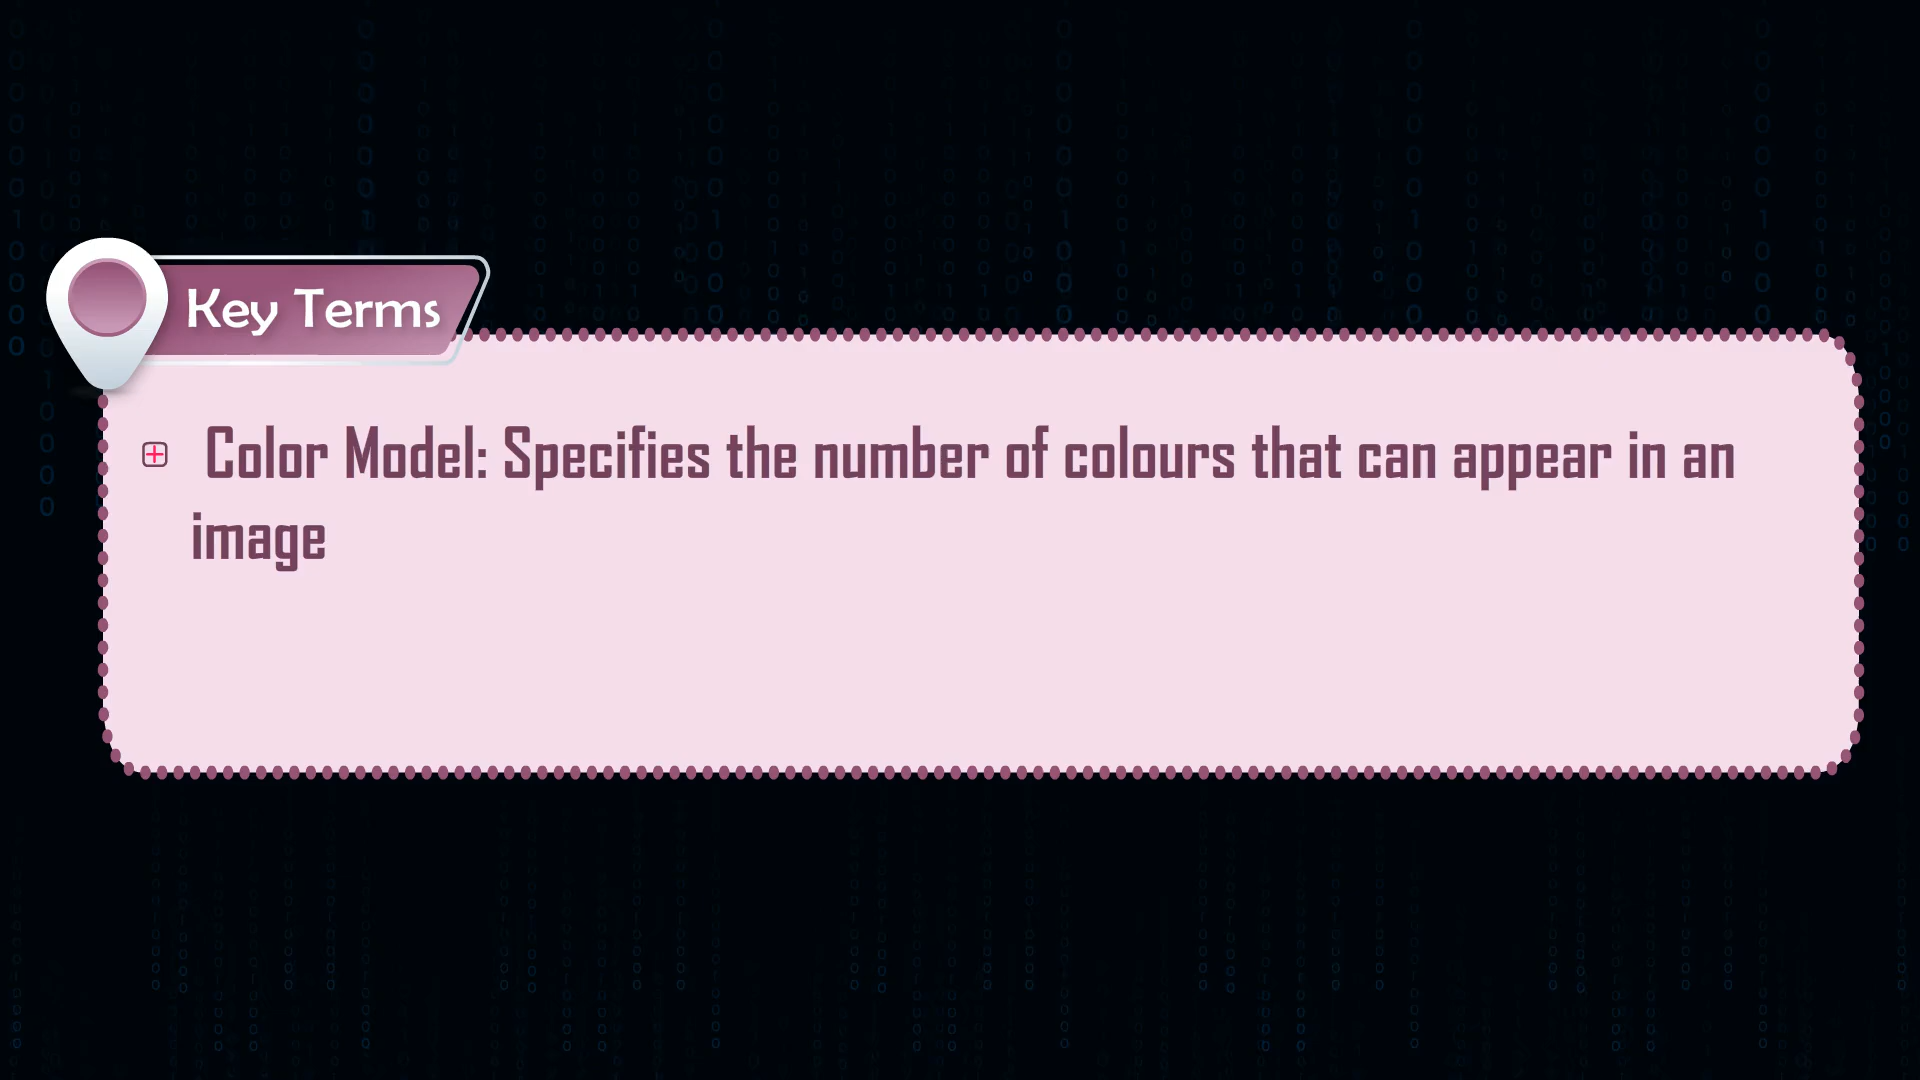 Key Terms
Color Model: Specifies the number of colours that can appear in an
image